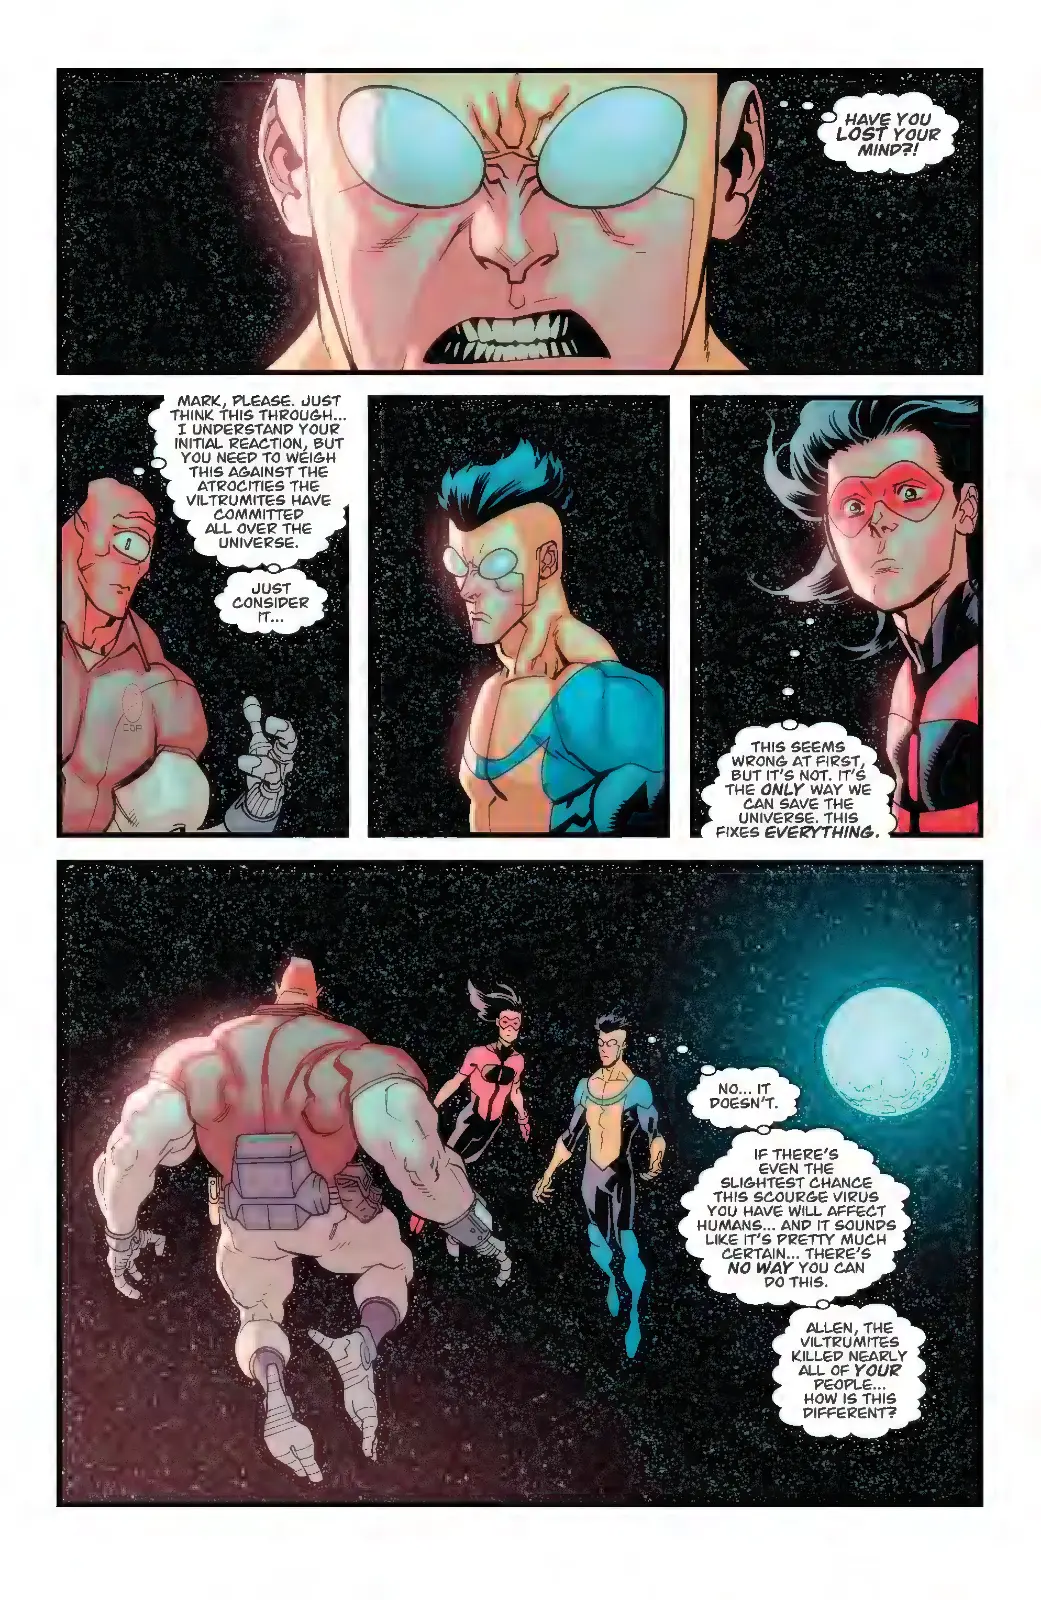 HAVE YOU
LOST YOUR
MIND?!
MARK, PLEASE. JUST
THINK THIS THROUGH...
I UNDERSTAND YOUR
INITIAL REACTION, BUT
YOU NEED TO WEIGH
THIS AGAINST THE
ATROCITIES THE
VILTRUMITES HAVE
COMMITTED
ALL OVER THE
UNIVERSE.
JUST
CONSIDER
IT...
COP
THIS SEEMS
WRONG AT FIRST,
BUT IT'S NOT. IT'S
THE ONLY WAY WE
CAN SAVE THE
UNIVERSE. THIS
FIXES EVERYTHING.
NO... IT
DOESN'T.
IF THERE'S
EVEN THE
SLIGHTEST CHANCE
THIS SCOURGE VIRUS
YOU HAVE WILL AFFECT
HUMANS... AND IT SOUNDS
LIKE IT'S PRETTY MUCH
CERTAIN... THERE'S
NO WAY YOU CAN
DO THIS.
ALLEN, THE
VILTRUMITES
KILLED NEARLY
ALL OF YOUR
PEOPLE...
HOW IS THIS
DIFFERENT?